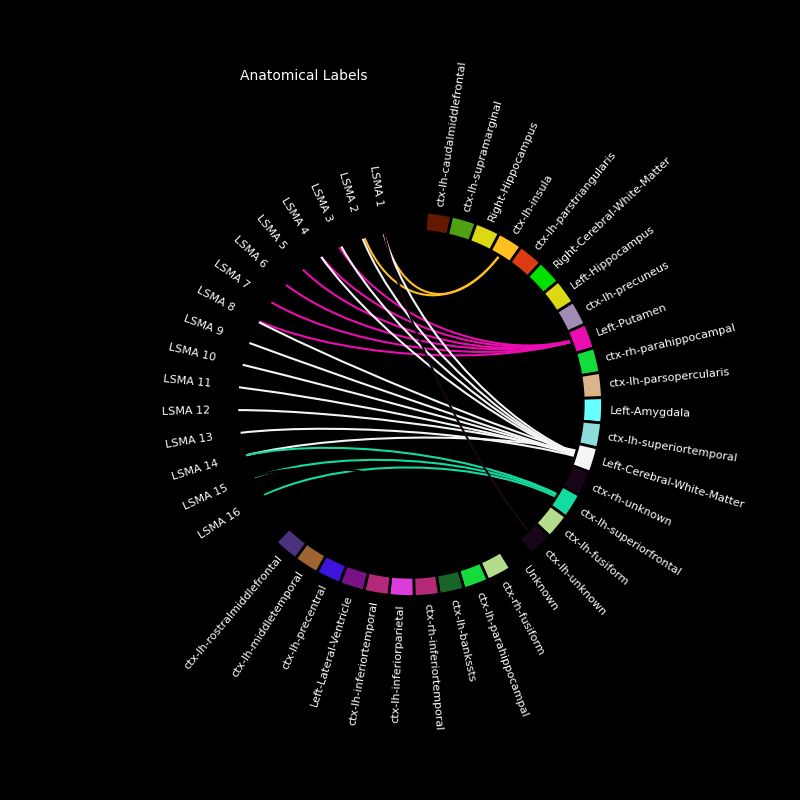 Anatomical Labels
LSMA 1
LSMA 2
LSMA 3
LSMA 4
LSMA 5
LSMA 6
LSMA 7
LSMA 8
LSMA 9
LSMA 10
LSMA 11
LSMA 12
LSMA 13
LSMA 14
LSMA 15
LSMA 16
ctx-lh-caudalmiddlefrontal
ctx-lh-supramarginal
Right-Hippocampus
ctx-lh-insula
ctx-lh-parstriangularis
Right-Cerebral-White-Matter
Left-Hippocampus
ctx-lh-precuneus
Left-Putamen
ctx-rh-parahippocampal
ctx-lh-parsopercularis
Left-Amygdala
ctx-lh-superiortemporal
Left-Cerebral-White-Matter
ctx-rh-unknown
ctx-lh-superiorfrontal
ctx-lh-fusiform
ctx-lh-unknown
Unknown
ctx-rh-fusiform
ctx-lh-parahippocampal
ctx-lh-bankssts
ctx-rh-inferiortemporal
ctx-lh-inferiorparietal
ctx-lh-inferiortemporal
Left-Lateral-Ventricle
ctx-lh-precentral
ctx-lh-middletemporal
ctx-lh-rostralmiddlefrontal